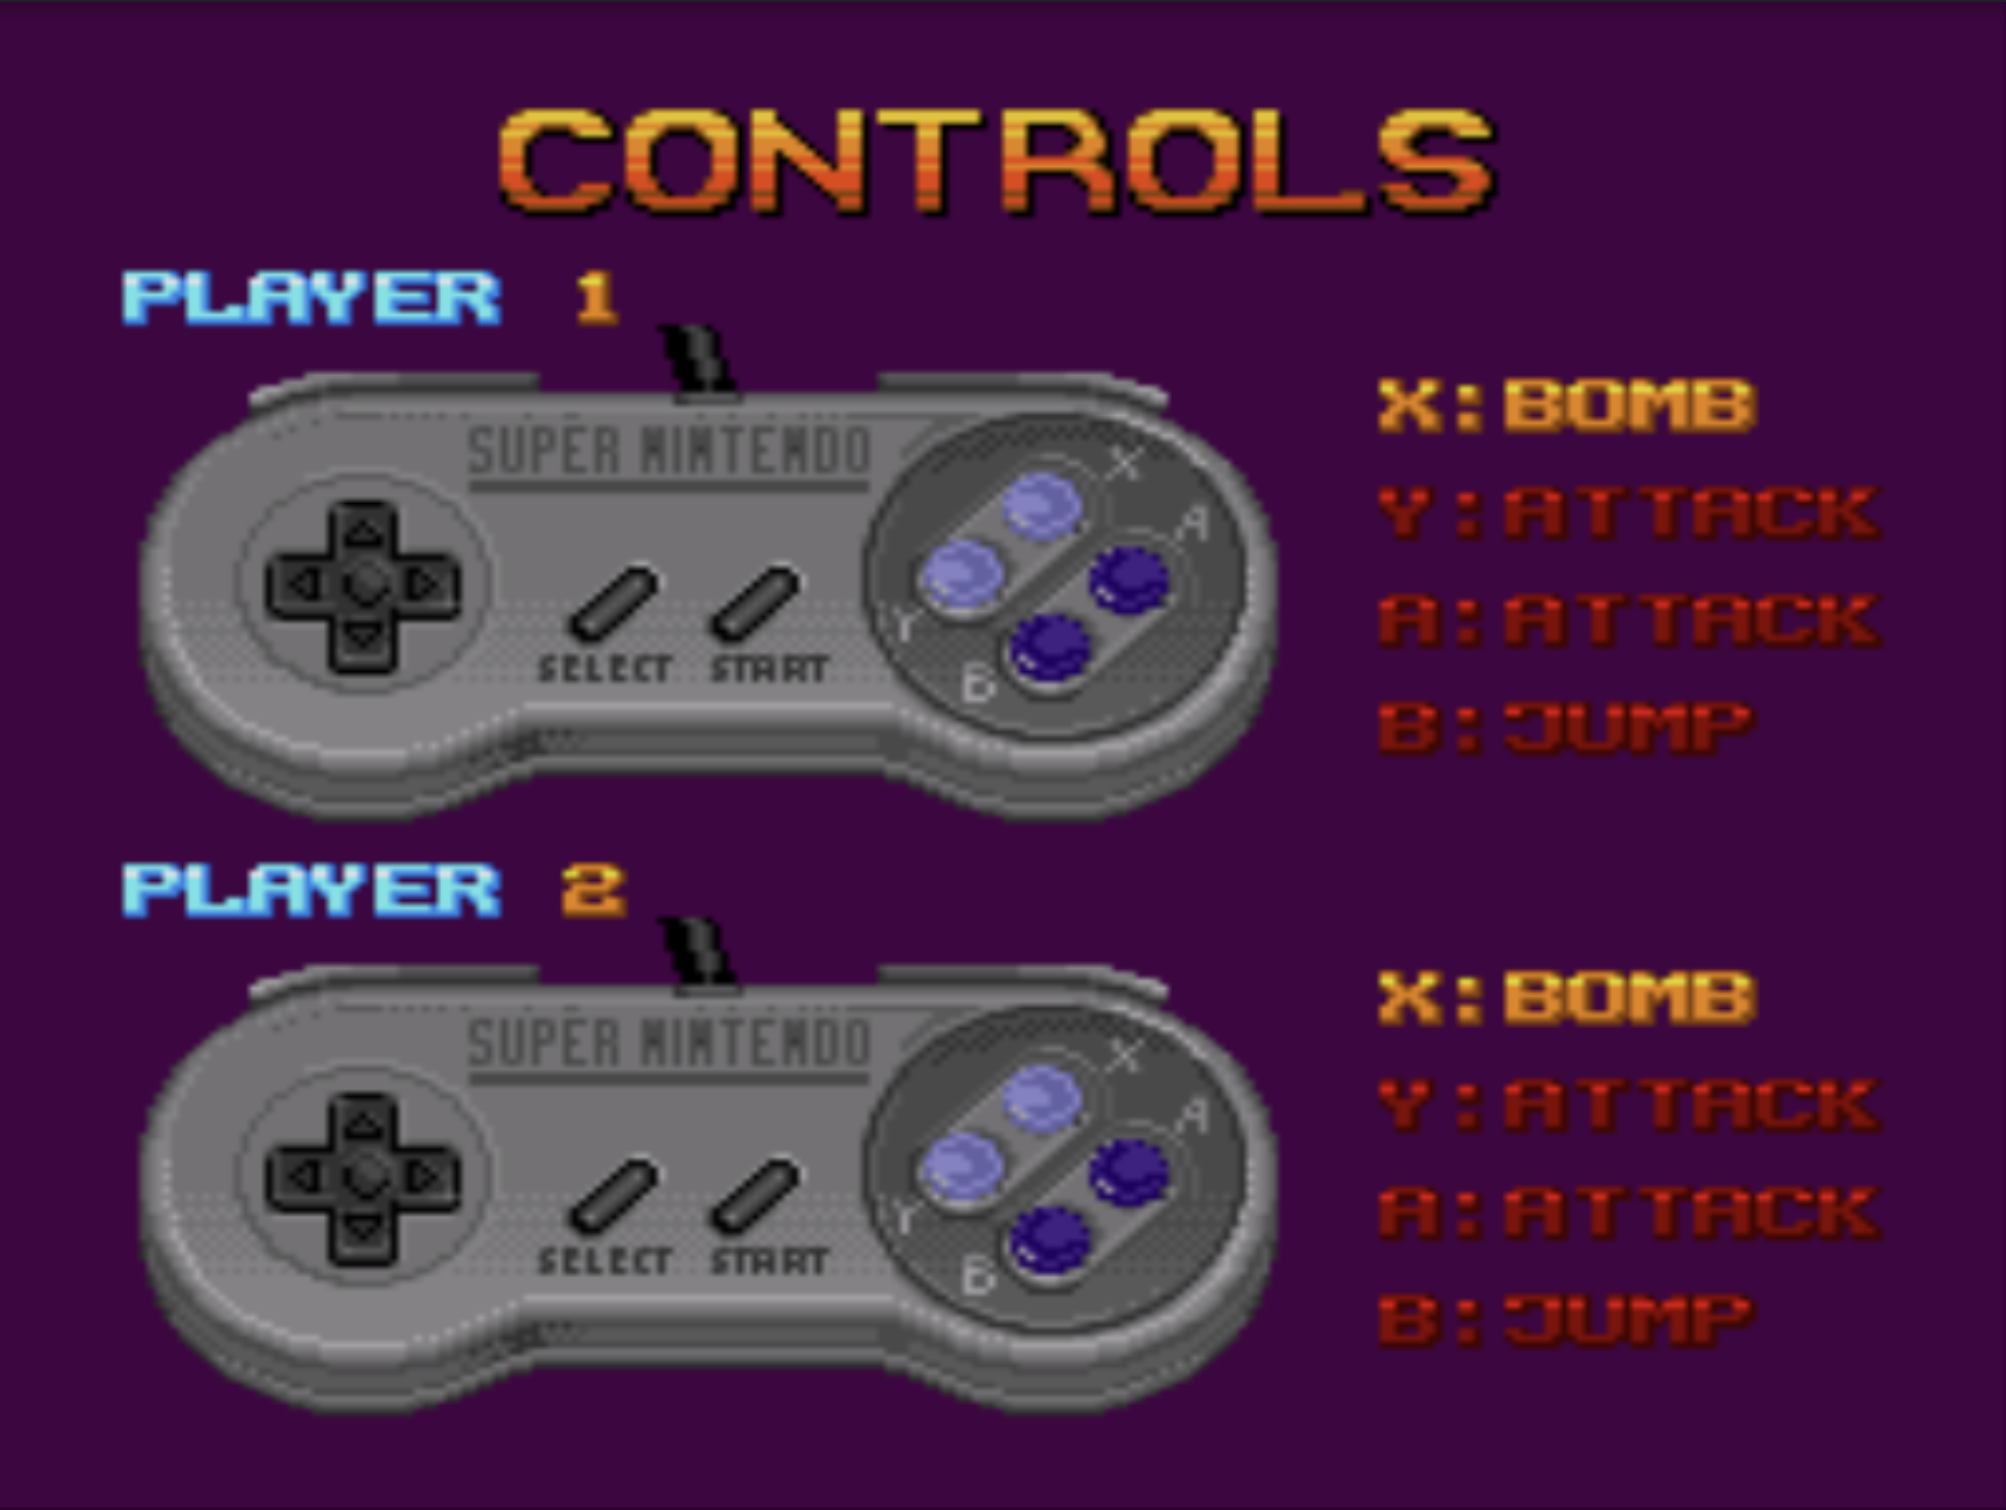 CONTROLS
PLAYER 1
SUPER NINTENDO
SELECT START
X
A
Y
B
X:BOMB
Y:ATTACK
A:ATTACK
B:JUMP
PLAYER 2
SUPER NINTENDO
SELECT START
X
A
Y
B
X:BOMB
Y:ATTACK
A:ATTACK
B:JUMP